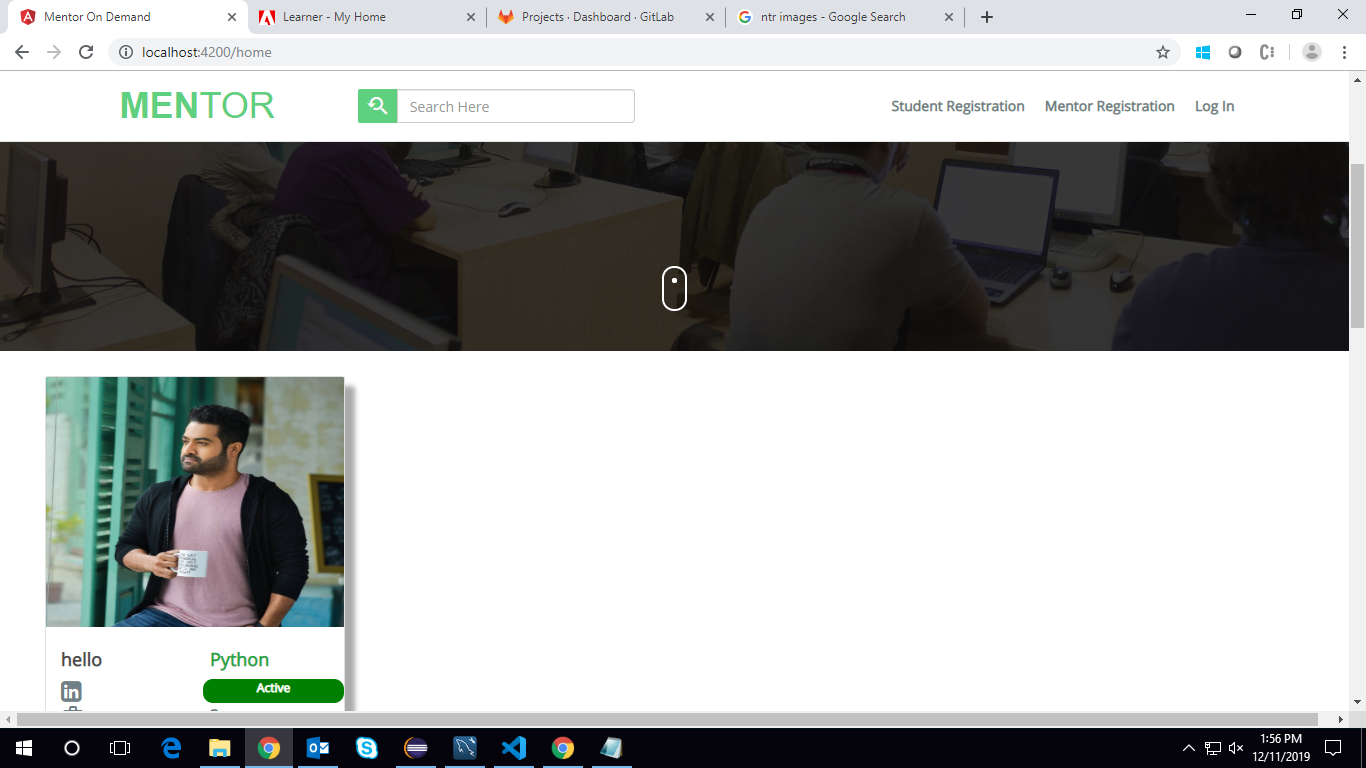 Mentor On Demand
Learner - My Home
Projects · Dashboard · GitLab
ntr images - Google Search
localhost:4200/home
MENTOR
Search Here
Student Registration
Mentor Registration
Log In
hello
Python
in
Active
1:56 PM
12/11/2019